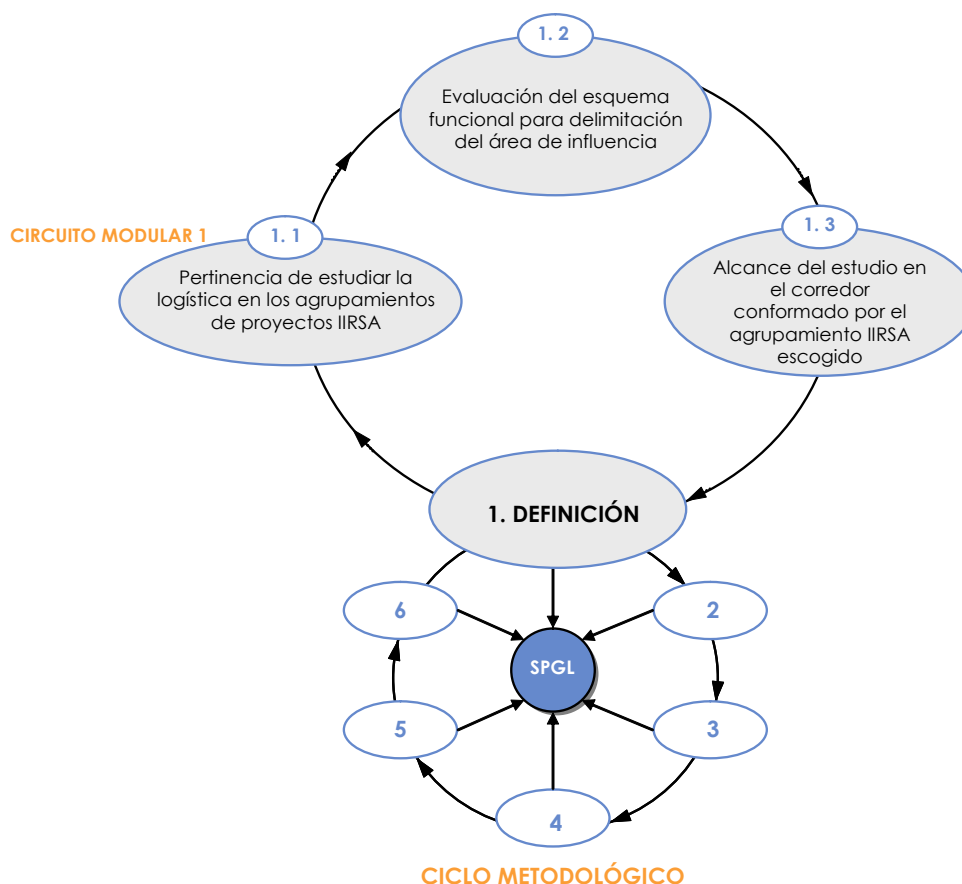 1. 2
Evaluación del esquema
funcional para delimitación
del área de influencia
CIRCUITO MODULAR 1
1. 1
Pertinencia de estudiar la
logística en los agrupamientos
de proyectos IIRSA
1. 3
Alcance del estudio en
el corredor
conformado por el
agrupamiento IIRSA
escogido
1. DEFINICIÓN
6
2
SPGL
5
3
4
CICLO METODOLÓGICO